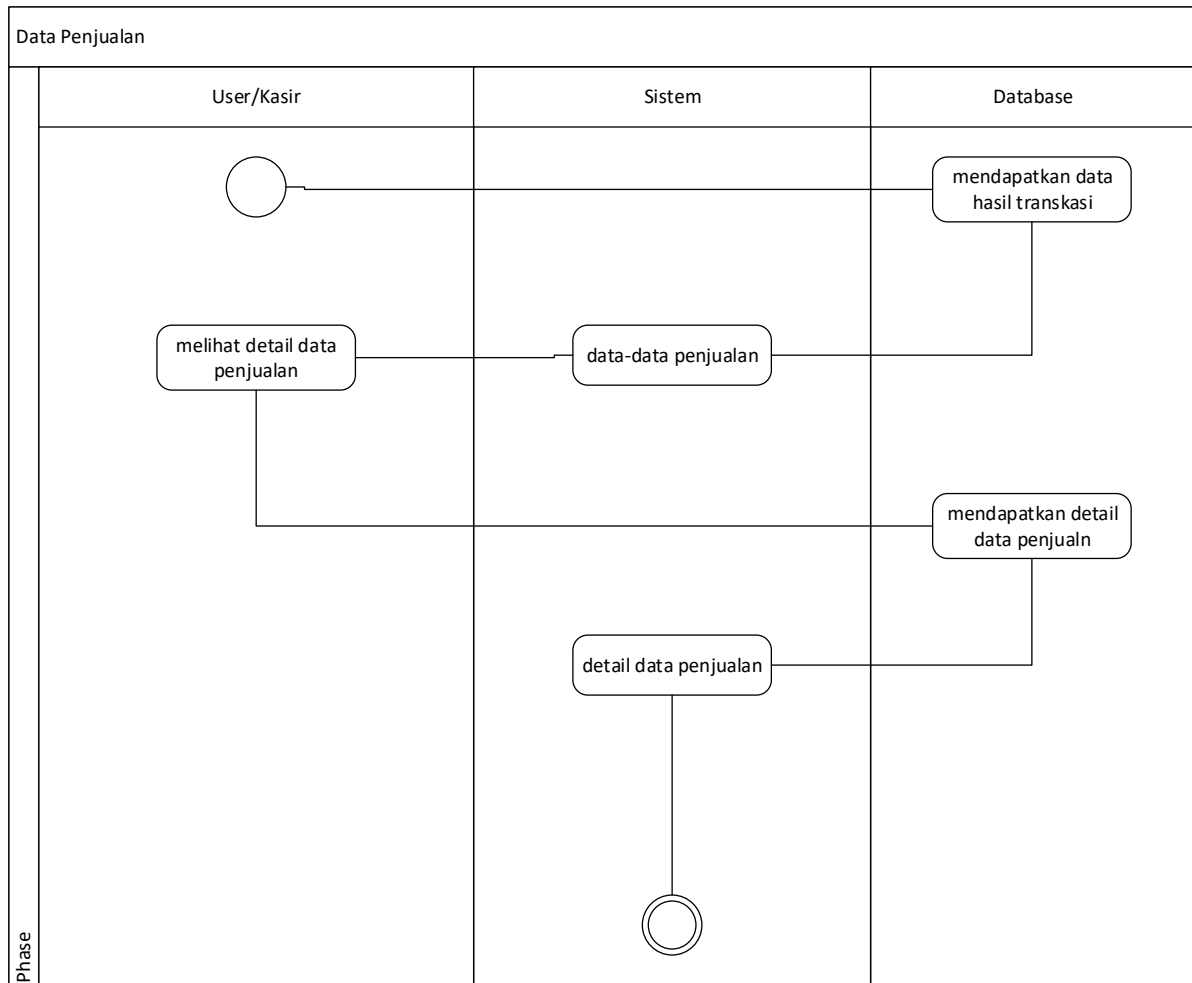 Data Penjualan
User/Kasir
Sistem
Database
mendapatkan data
hasil transkasi
melihat detail data
penjualan
data-data penjualan
mendapatkan detail
data penjualn
detail data penjualan
Phase